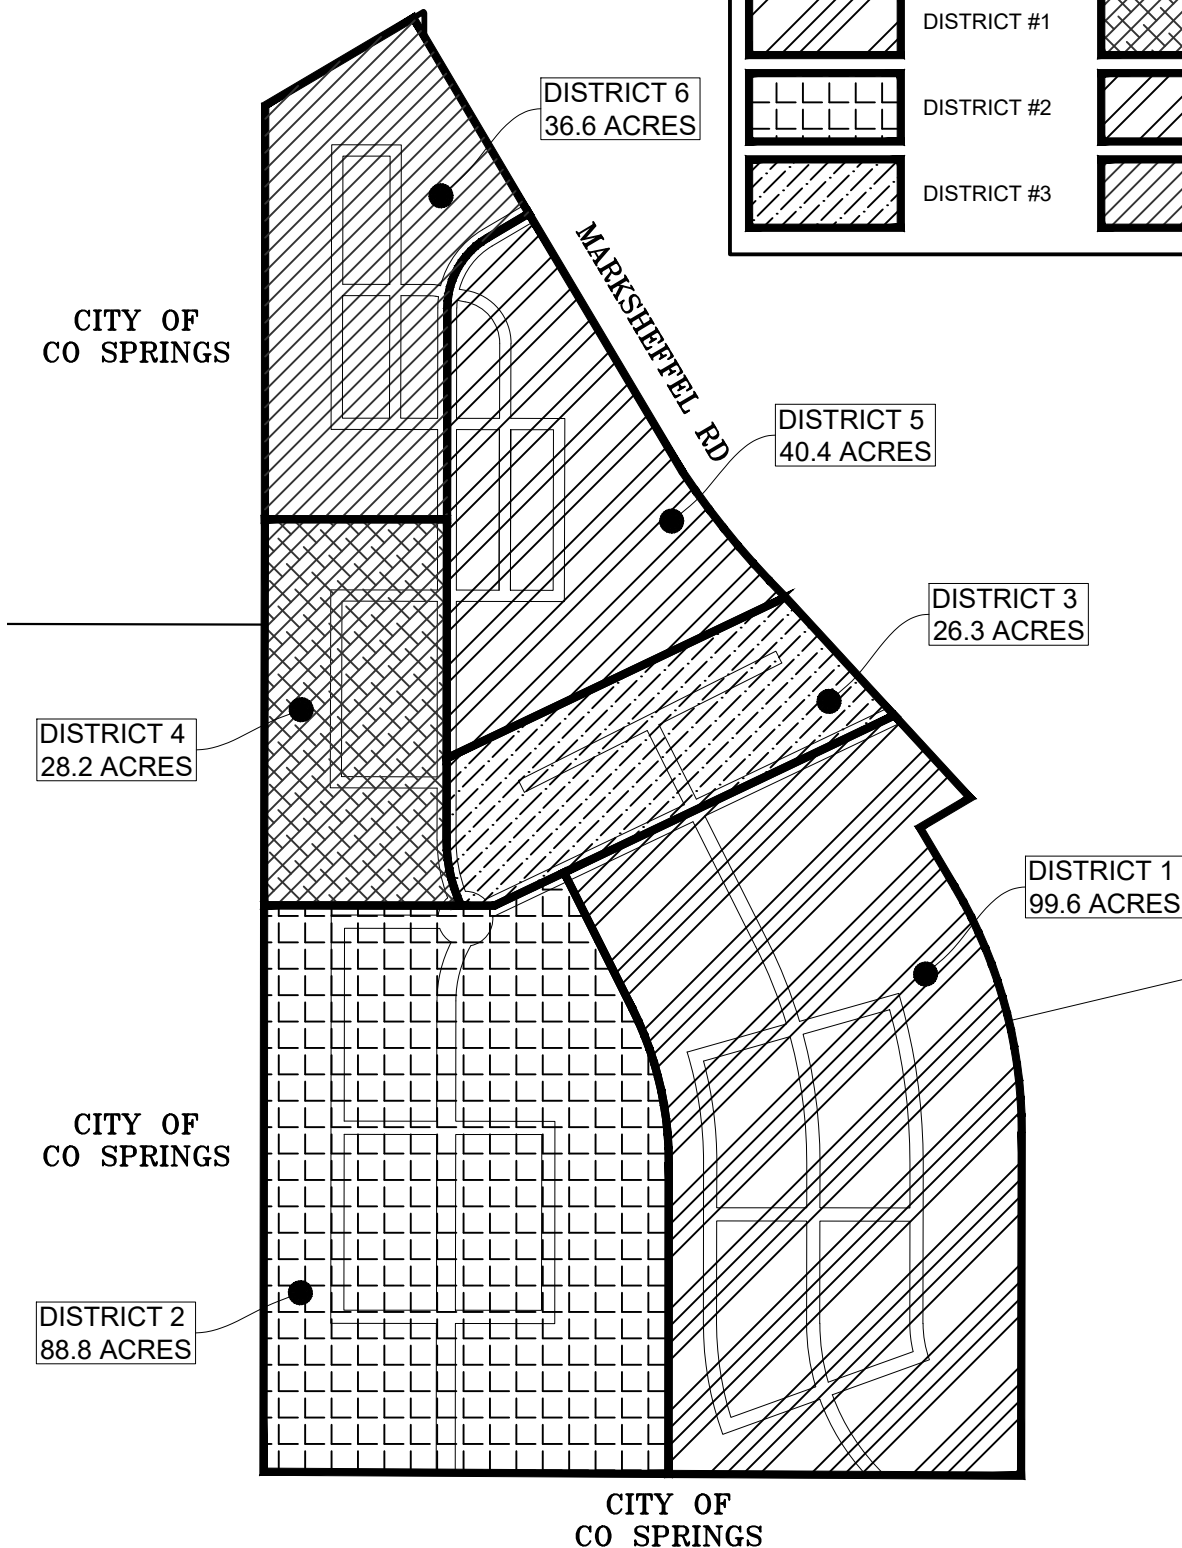 DISTRICT #1
DISTRICT #2
DISTRICT #3
DISTRICT 6
36.6 ACRES
MARKSHEFFEL RD
CITY OF
CO SPRINGS
DISTRICT 5
40.4 ACRES
DISTRICT 3
26.3 ACRES
DISTRICT 4
28.2 ACRES
DISTRICT 1
99.6 ACRES
CITY OF
CO SPRINGS
DISTRICT 2
88.8 ACRES
CITY OF
CO SPRINGS